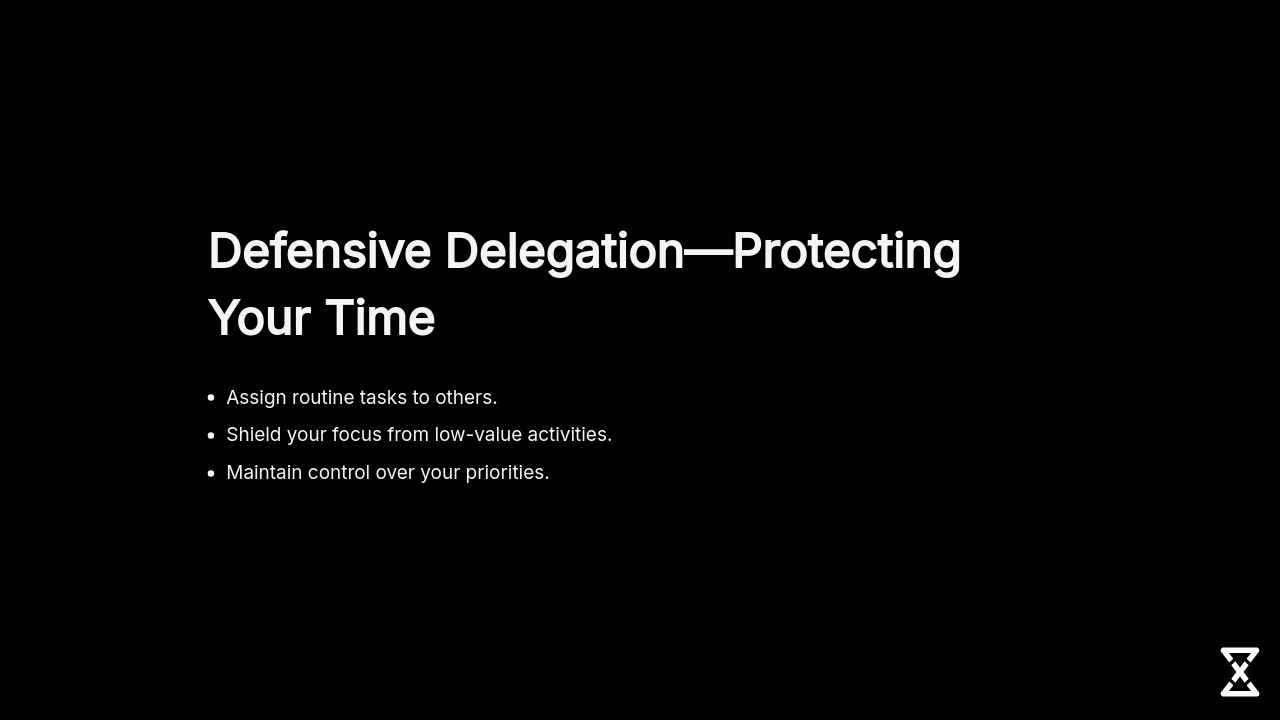 Defensive Delegation—Protecting
Your Time
• Assign routine tasks to others.
• Shield your focus from low-value activities.
• Maintain control over your priorities.